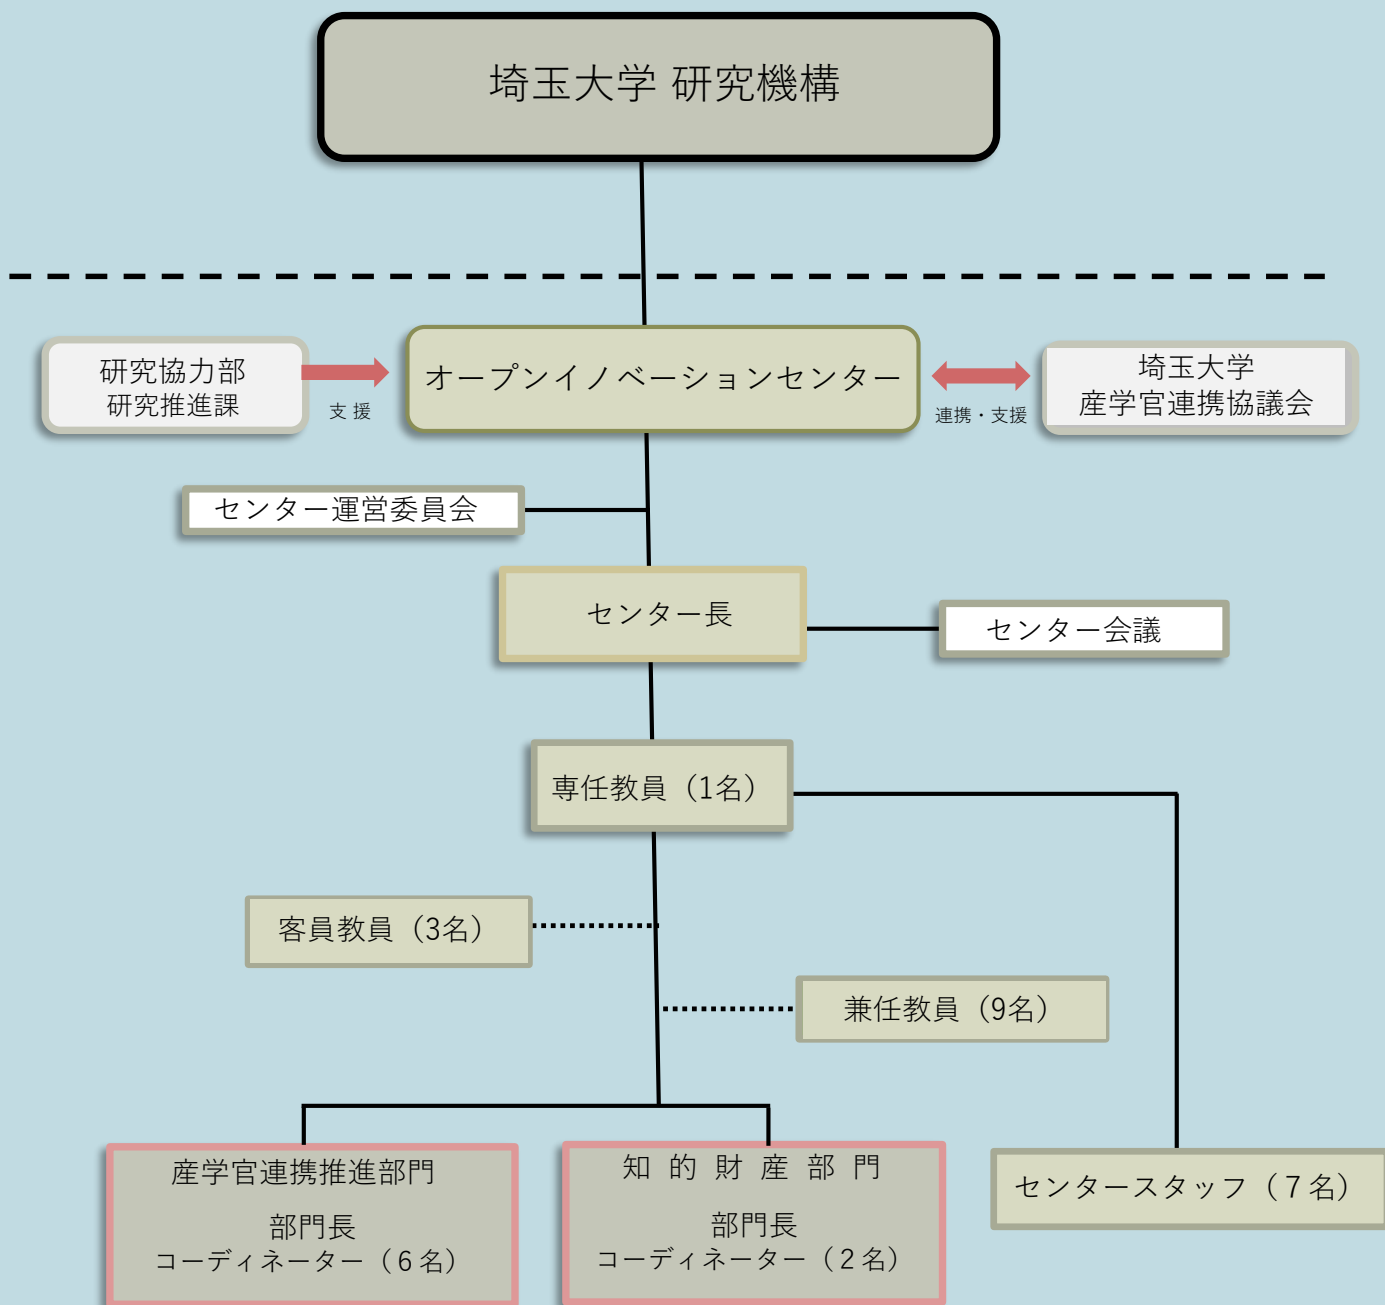 埼玉大学 研究機構
研究協力部
研究推進課
支 援
オープンイノベーションセンター
連携・支援
埼玉大学
産学官連携協議会
センター運営委員会
センター長
センター会議
専任教員（1名）
客員教員（3名）
兼任教員（9名）
産学官連携推進部門
部門長
コーディネーター（６名）
知 的 財 産 部 門
部門長
コーディネーター（２名）
センタースタッフ（７名）